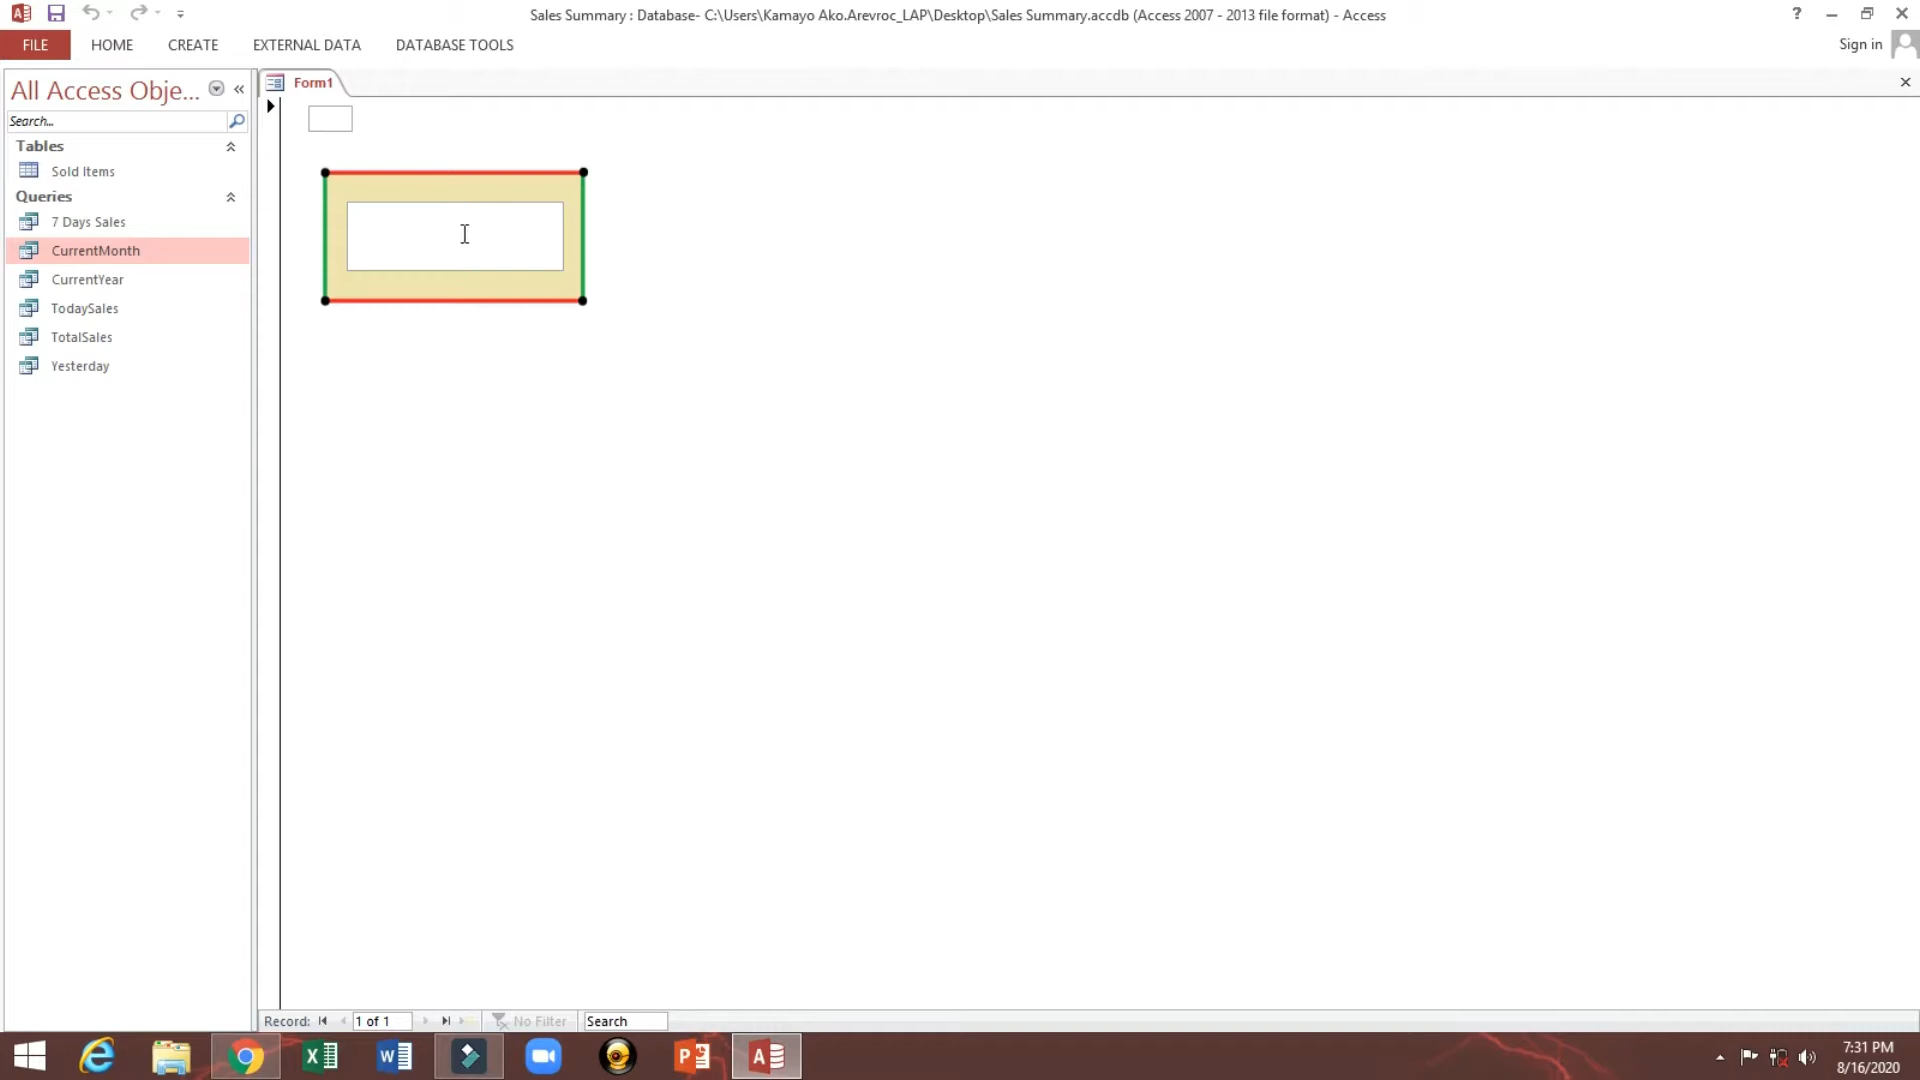 Sales Summary : Database- C:\Users\Kamayo Ako.Arevroc_LAP\Desktop\Sales Summary.accdb (Access 2007 - 2013 file format) - Access
?
FILE
HOME
CREATE
EXTERNAL DATA
DATABASE TOOLS
Sign in
All Access Obje...
Search...
Tables
Sold Items
Queries
7 Days Sales
CurrentMonth
CurrentYear
TodaySales
TotalSales
Yesterday
Form1
Record:
1 of 1
No Filter
Search
7:31 PM
8/16/2020